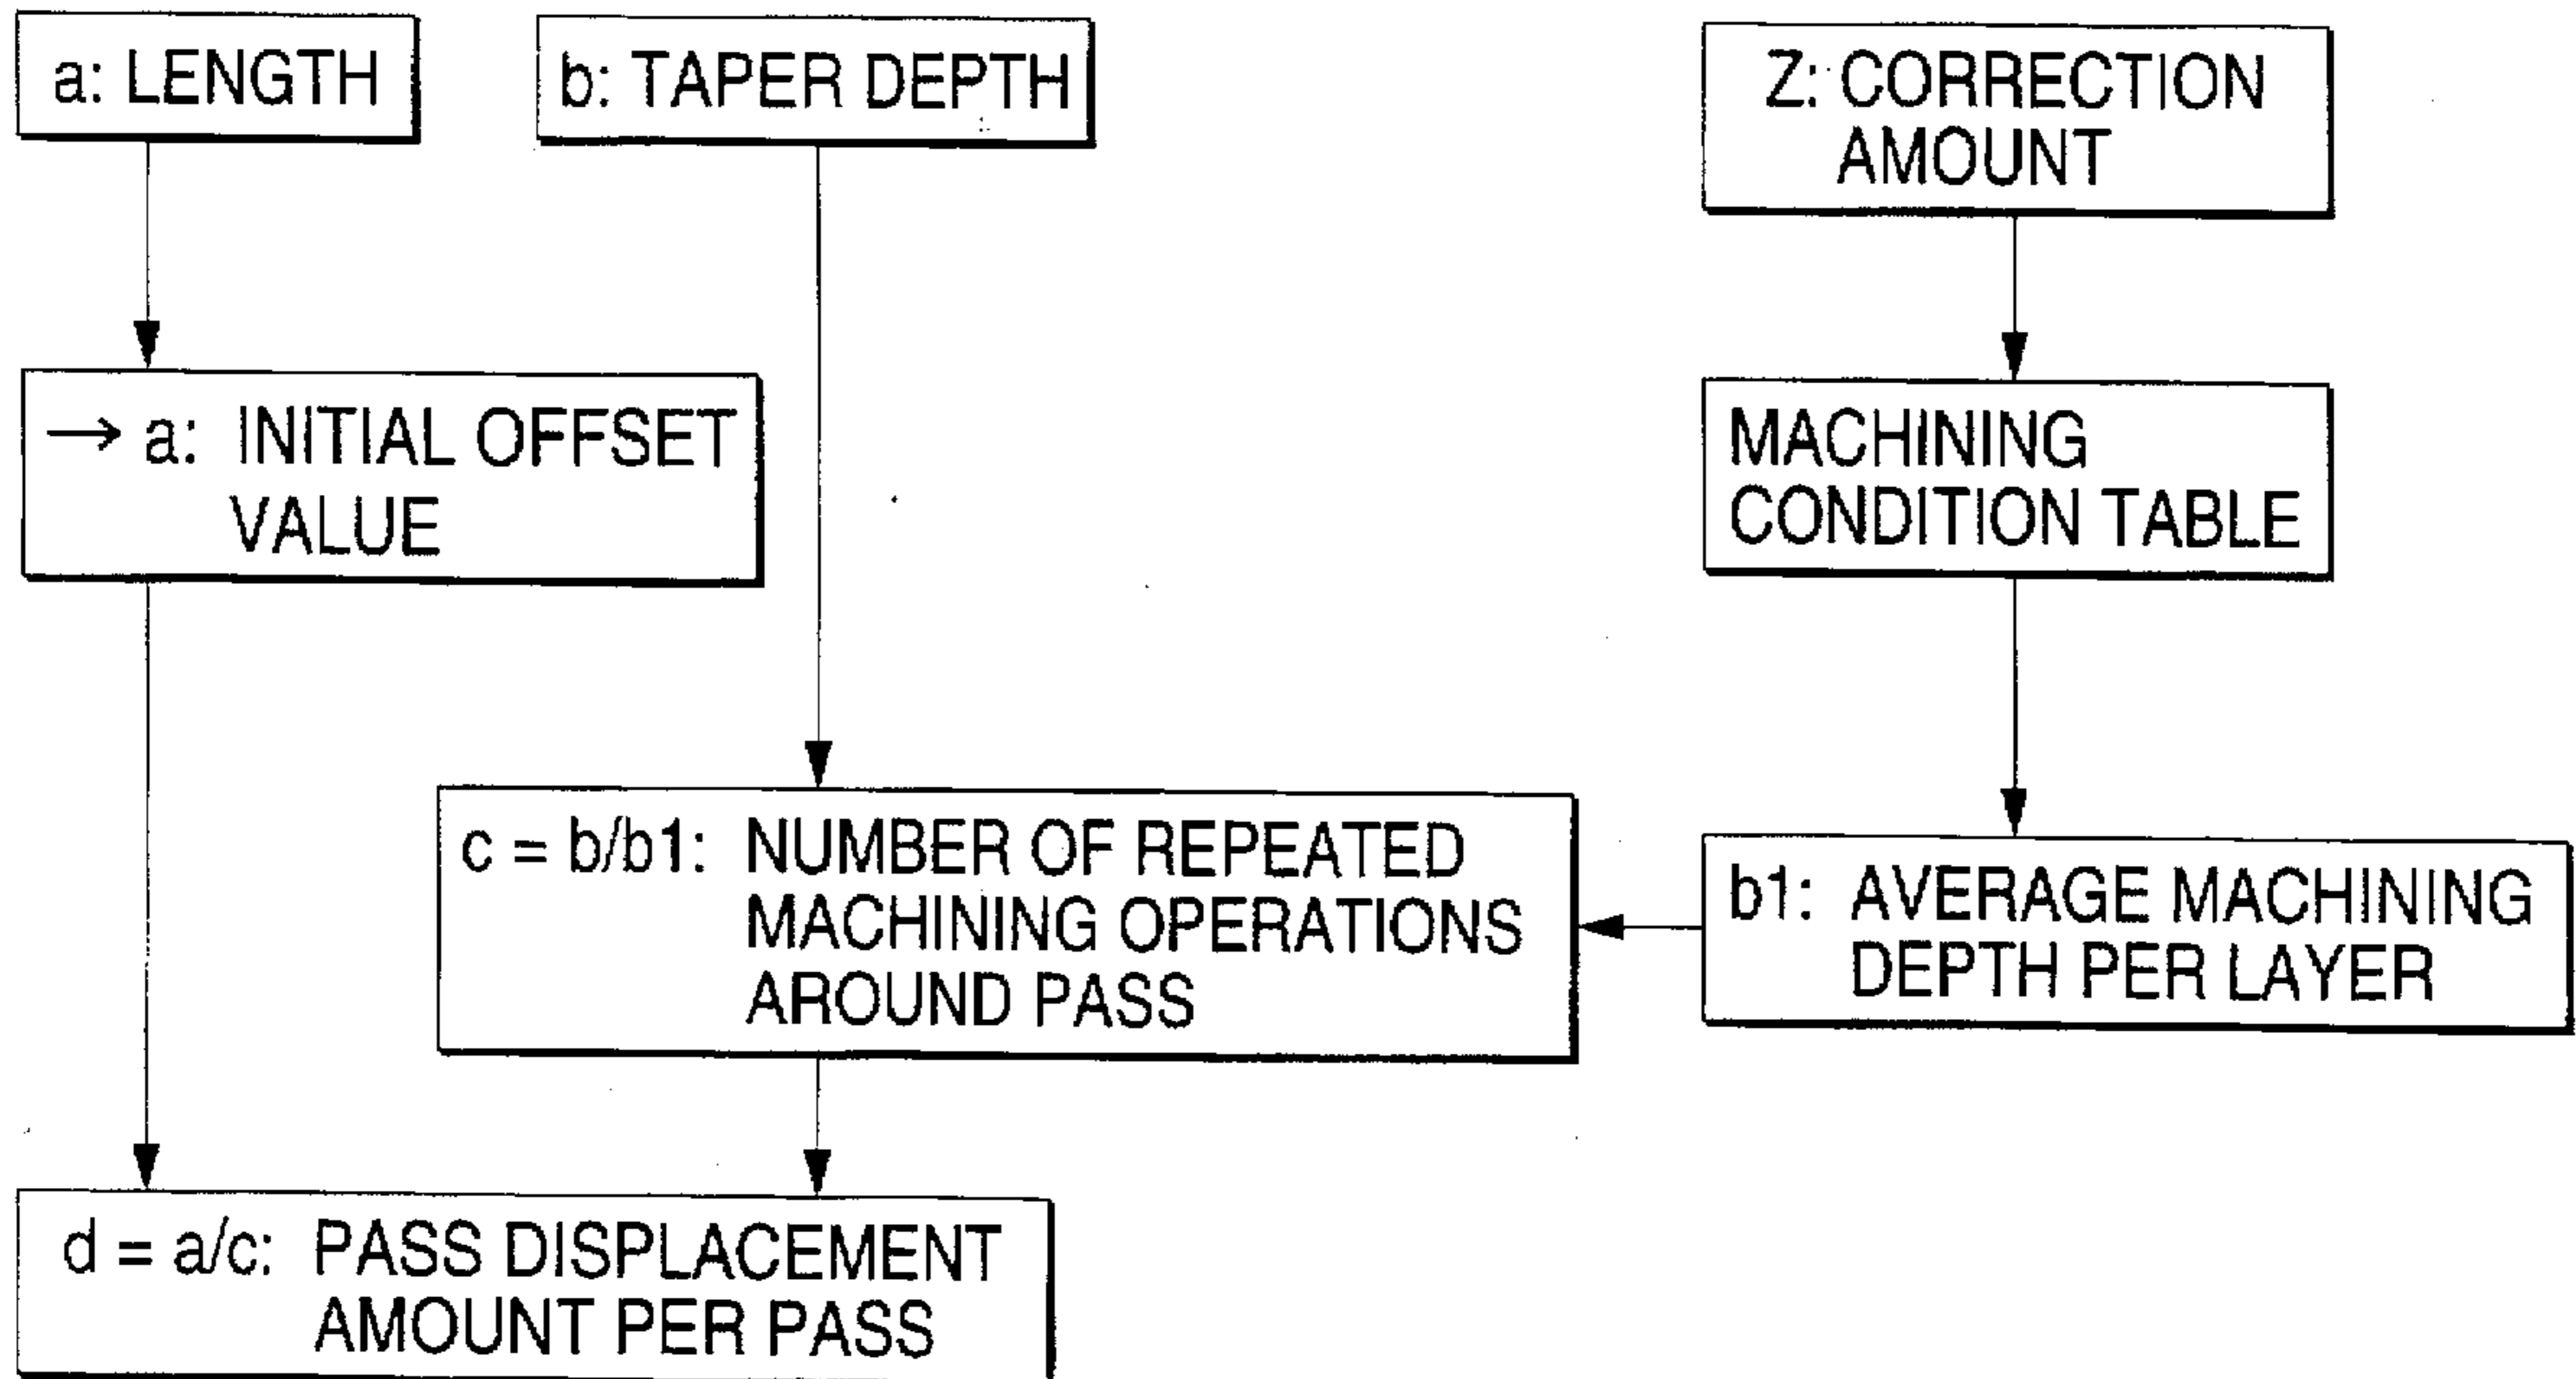 a: LENGTH
b: TAPER DEPTH
Z: CORRECTION
AMOUNT
→ a: INITIAL OFFSET
VALUE
MACHINING
CONDITION TABLE
c = b/b1: NUMBER OF REPEATED
MACHINING OPERATIONS
AROUND PASS
b1: AVERAGE MACHINING
DEPTH PER LAYER
d = a/c: PASS DISPLACEMENT
AMOUNT PER PASS